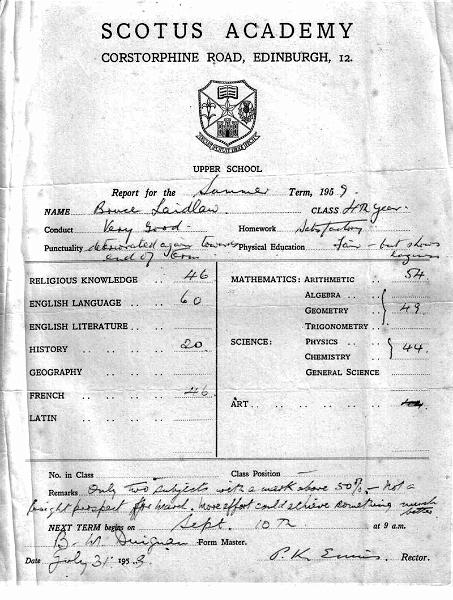 SCOTUS ACADEMY
CORSTORPHINE ROAD, EDINBURGH, 12.
UPPER SCHOOL
Report for the Summer Term, 1959.
NAME Bruce Laidlaw. CLASS 4th year.
Conduct Very Good Homework Satisfactory
Punctuality deteriorated again towards end of term Physical Education Fair - but shows
RELIGIOUS KNOWLEDGE .. 46
ENGLISH LANGUAGE .. .. 60
ENGLISH LITERATURE .. ..
HISTORY .. .. .. .. 20
GEOGRAPHY .. .. .. ..
FRENCH .. .. .. .. 46
LATIN .. .. .. ..
MATHEMATICS: ARITHMETIC .. 54
ALGEBRA .. ..
GEOMETRY .. 49
TRIGONOMETRY ..
SCIENCE: PHYSICS .. ..
CHEMISTRY .. 44
GENERAL SCIENCE ..
ART .. .. .. .. ..
No. in Class Class Position
Remarks Only two subjects with a mark above 50%. - Not a
bright prospect. More effort could achieve something much better
NEXT TERM begins on Sept. 10th at 9 a.m.
B. W. Duignan Form Master.
Date July 31 195 P.K. Rector.